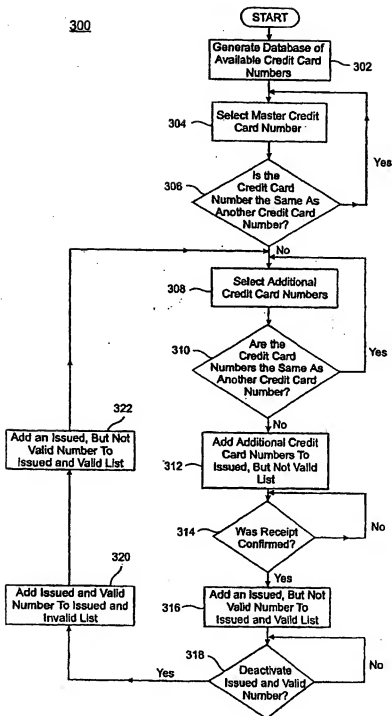 300
START
Generate Database of
Available Credit Card
Numbers
302
304
Select Master Credit
Card Number
Yes
306
Is the
Credit Card
Number the Same As
Another Credit Card
Number?
No
308
Select Additional
Credit Card Numbers
310
Are the
Credit Card
Numbers the Same As
Another Credit Card
Number?
Yes
No
322
Add an Issued, But Not
Valid Number To
Issued and Valid List
312
Add Additional Credit
Card Numbers To
Issued, But Not Valid
List
314
Was Receipt
Confirmed?
No
Yes
320
Add Issued and Valid
Number To Issued and
Invalid List
316
Add an Issued, But Not
Valid Number To
Issued and Valid List
318
Yes
Deactivate
Issued and Valid
Number?
No